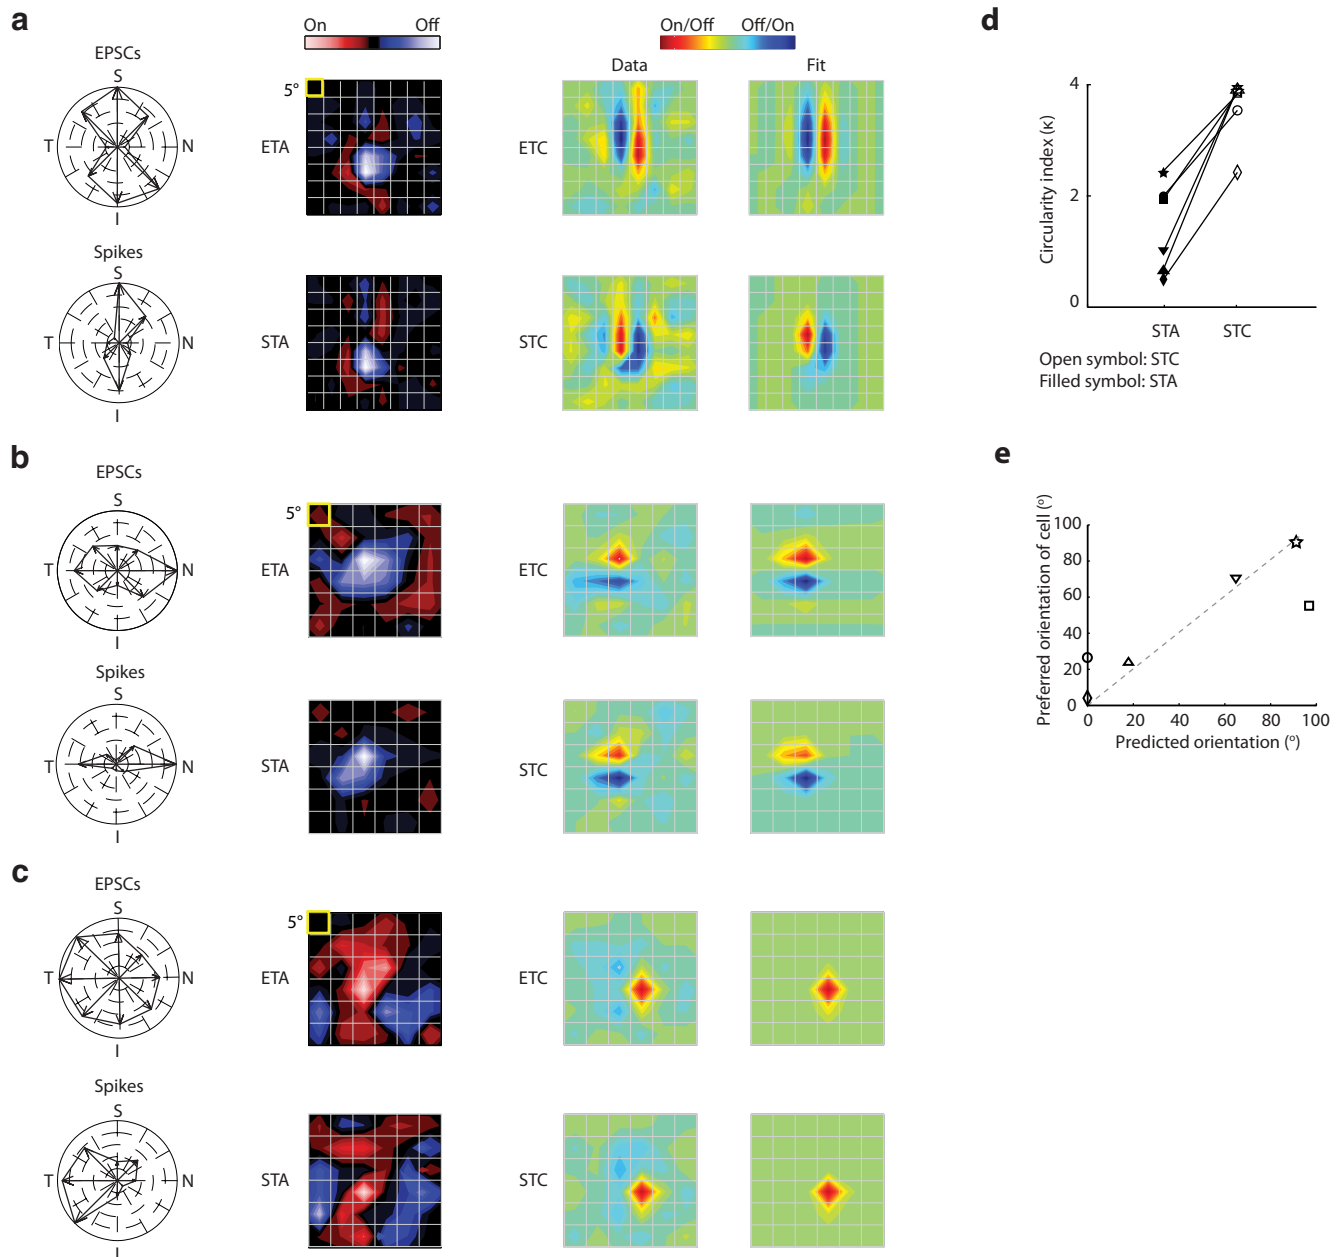 a
On Off
On/Off Off/On
Data Fit
EPSCs
S
T N
I
5°
ETA
ETC
Spikes
S
T N
I
STA
STC
b
EPSCs
S
T N
I
5°
ETA
ETC
Spikes
S
T N
I
STA
STC
c
EPSCs
S
T N
I
5°
ETA
ETC
Spikes
S
T N
I
STA
STC
d
Circularity index (κ)
4
2
0
STA STC
Open symbol: STC
Filled symbol: STA
e
Preferred orientation of cell (°)
100
80
60
40
20
0
0 20 40 60 80 100
Predicted orientation (°)